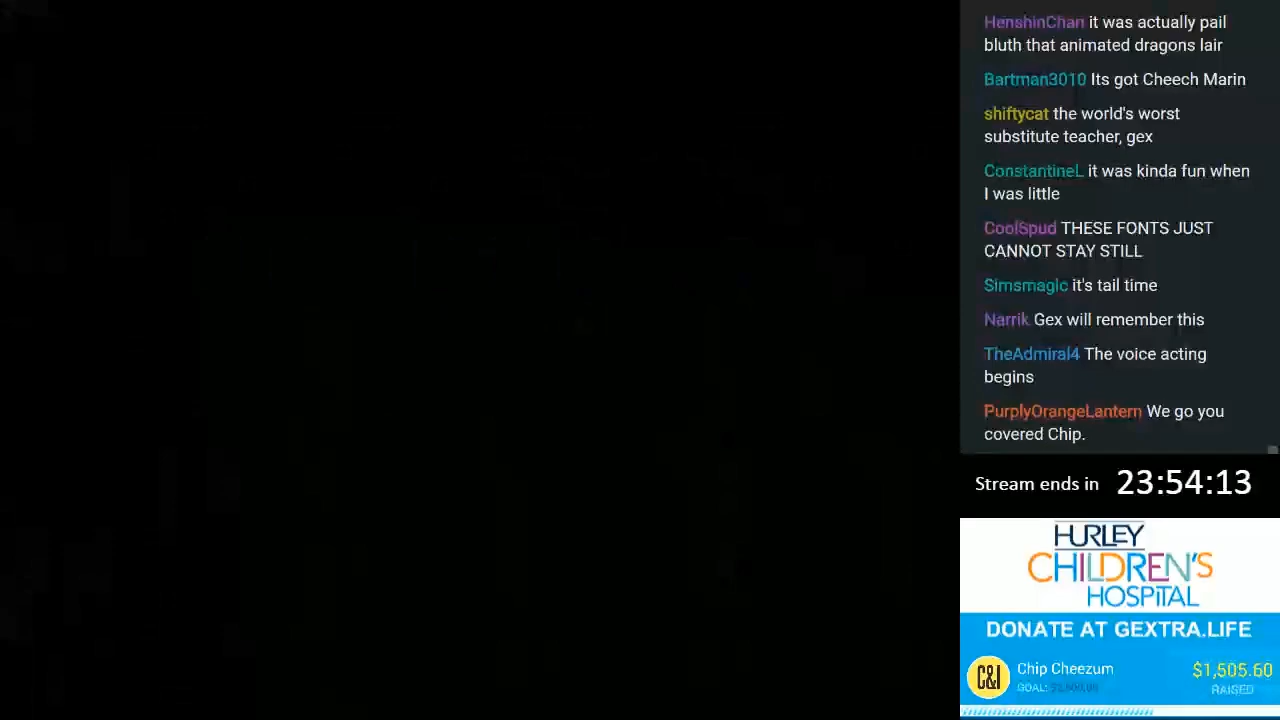 HenshinChan it was actually pail
bluth that animated dragons lair
Bartman3010 Its got Cheech Marin
shiftycat the world's worst
substitute teacher, gex
ConstantineL it was kinda fun when
I was little
CoolSpud THESE FONTS JUST
CANNOT STAY STILL
Simsmagic it's tail time
Narrik Gex will remember this
TheAdmiral4 The voice acting
begins
PurplyOrangeLantern We go you
covered Chip.
Stream ends in 23:54:13
HURLEY
CHILDREN'S
HOSPITAL
DONATE AT GEXTRA.LIFE
C&I
Chip Cheezum $1,505.60
GOAL: RAISED